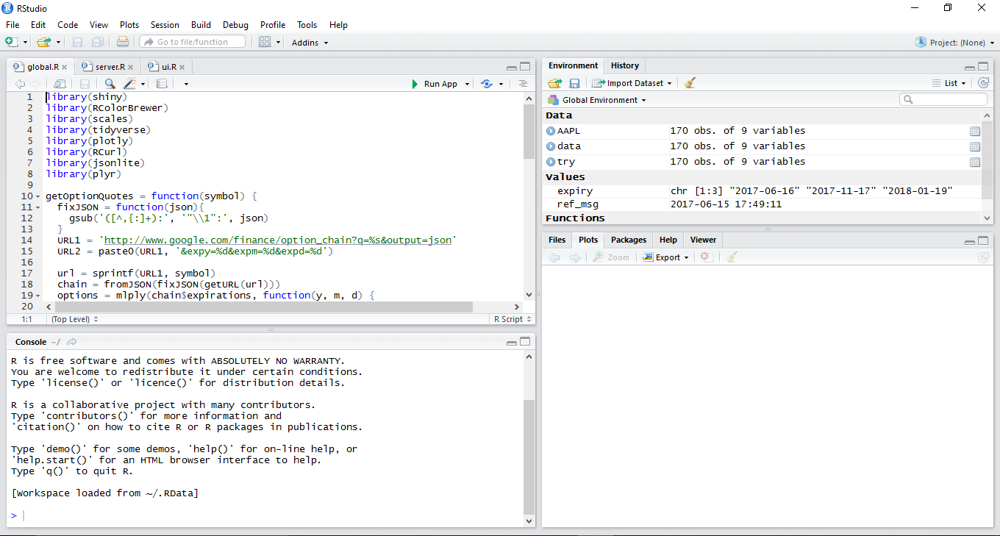 RStudio
File Edit Code View Plots Session Build Debug Profile Tools Help
Go to file/function Addins Project: (None)
global.R server.R ui.R
Run App
1 library(shiny)
2 library(RColorBrewer)
3 library(scales)
4 library(tidyverse)
5 library(plotly)
6 library(RCurl)
7 library(jsonlite)
8 library(plyr)
9
10 getOptionQuotes = function(symbol) {
11 fixJSON = function(json){
12 gsub('([^,{:]+):', '"\\1":', json)
13 }
14 URL1 = 'http://www.google.com/finance/option_chain?q=%s&output=json'
15 URL2 = paste0(URL1, '&expy=%d&expm=%d&expd=%d')
16
17 url = sprintf(URL1, symbol)
18 chain = fromJSON(fixJSON(getURL(url)))
19 options = mlply(chain$expirations, function(y, m, d) {
20
1:1 (Top Level) R Script
Console ~/
R is free software and comes with ABSOLUTELY NO WARRANTY.
You are welcome to redistribute it under certain conditions.
Type 'license()' or 'licence()' for distribution details.
R is a collaborative project with many contributors.
Type 'contributors()' for more information and
'citation()' on how to cite R or R packages in publications.
Type 'demo()' for some demos, 'help()' for on-line help, or
'help.start()' for an HTML browser interface to help.
Type 'q()' to quit R.
[Workspace loaded from ~/.RData]
>
Environment History
Import Dataset List
Global Environment
Data
AAPL 170 obs. of 9 variables
data 170 obs. of 9 variables
try 170 obs. of 9 variables
Values
expiry chr [1:3] "2017-06-16" "2017-11-17" "2018-01-19"
ref_msg 2017-06-15 17:49:11
Functions
Files Plots Packages Help Viewer
Zoom Export